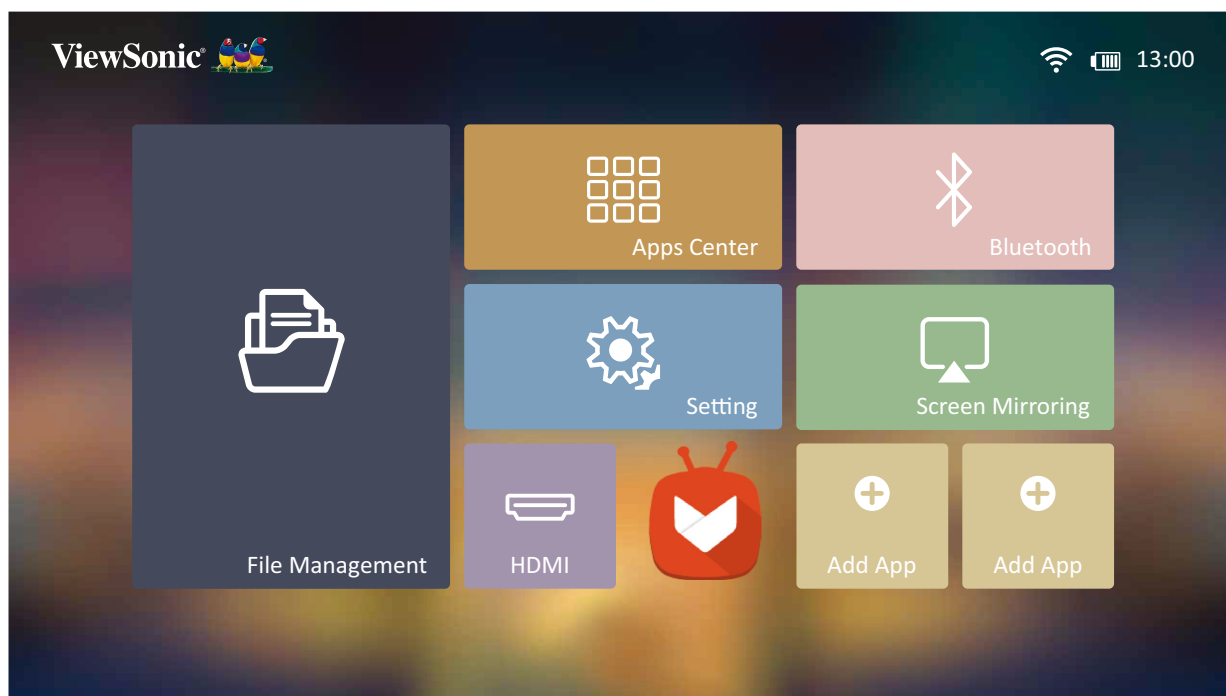 ViewSonic®
13:00
Apps Center
Bluetooth
Setting
Screen Mirroring
File Management
HDMI
Add App
Add App